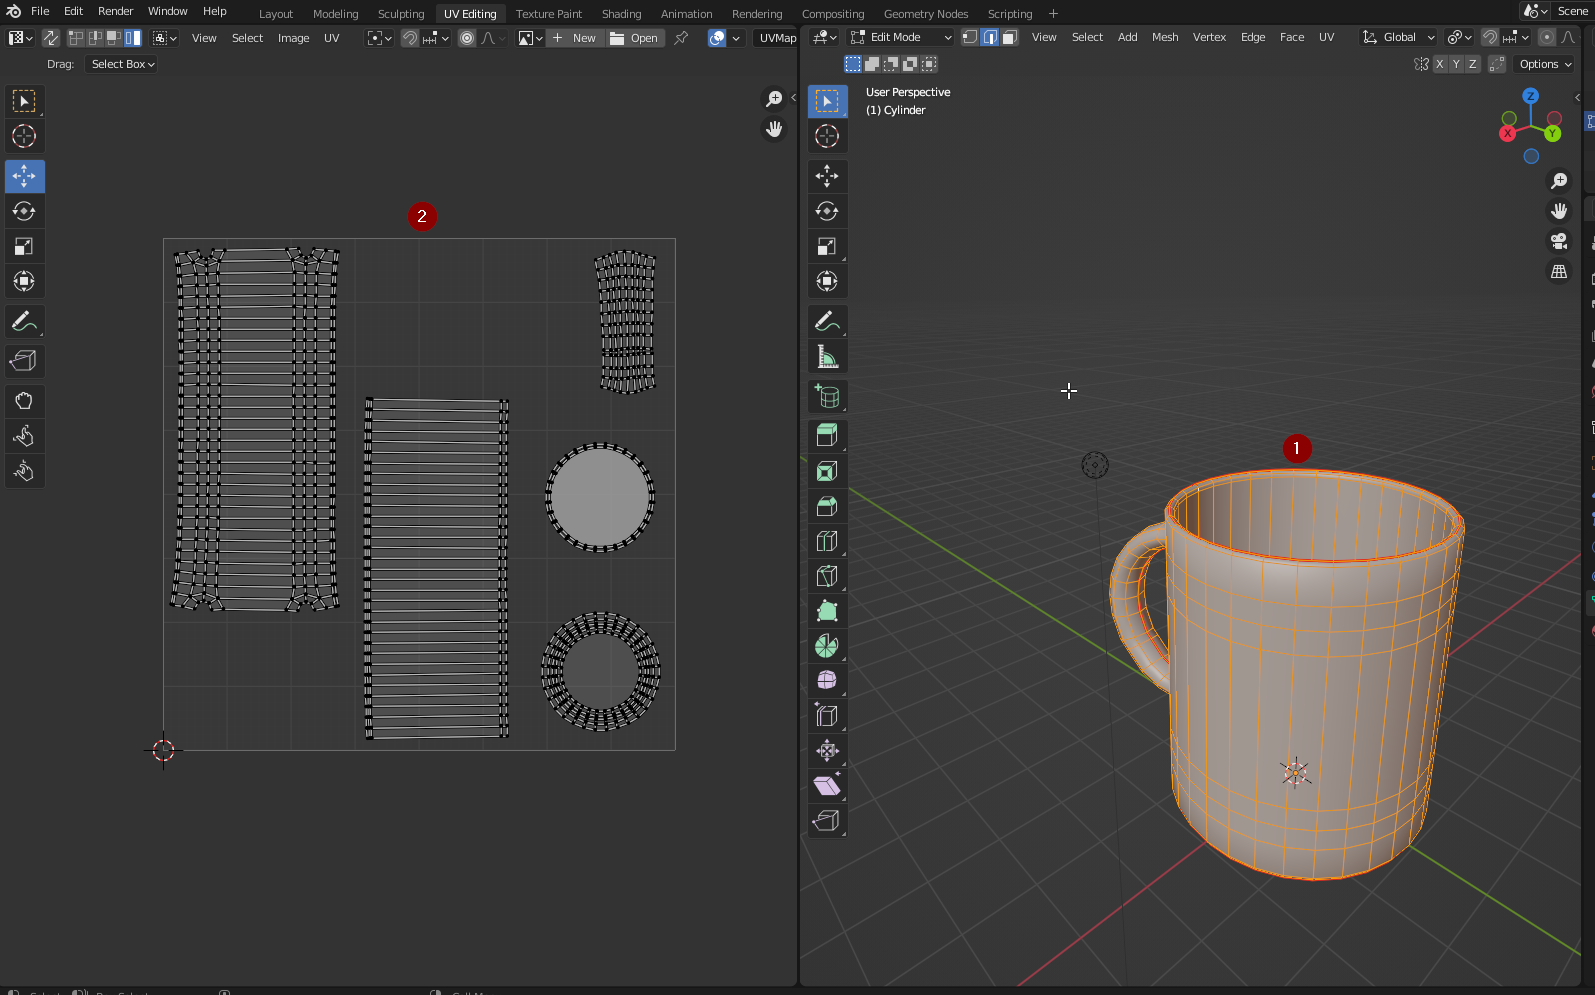 File Edit Render Window Help Layout Modeling Sculpting UV Editing Texture Paint Shading Animation Rendering Compositing Geometry Nodes Scripting + Scene
View Select Image UV + New Open UVMap
Edit Mode View Select Add Mesh Vertex Edge Face UV Global
Drag: Select Box
X Y Z Options
User Perspective
(1) Cylinder
Z
X Y
2
1